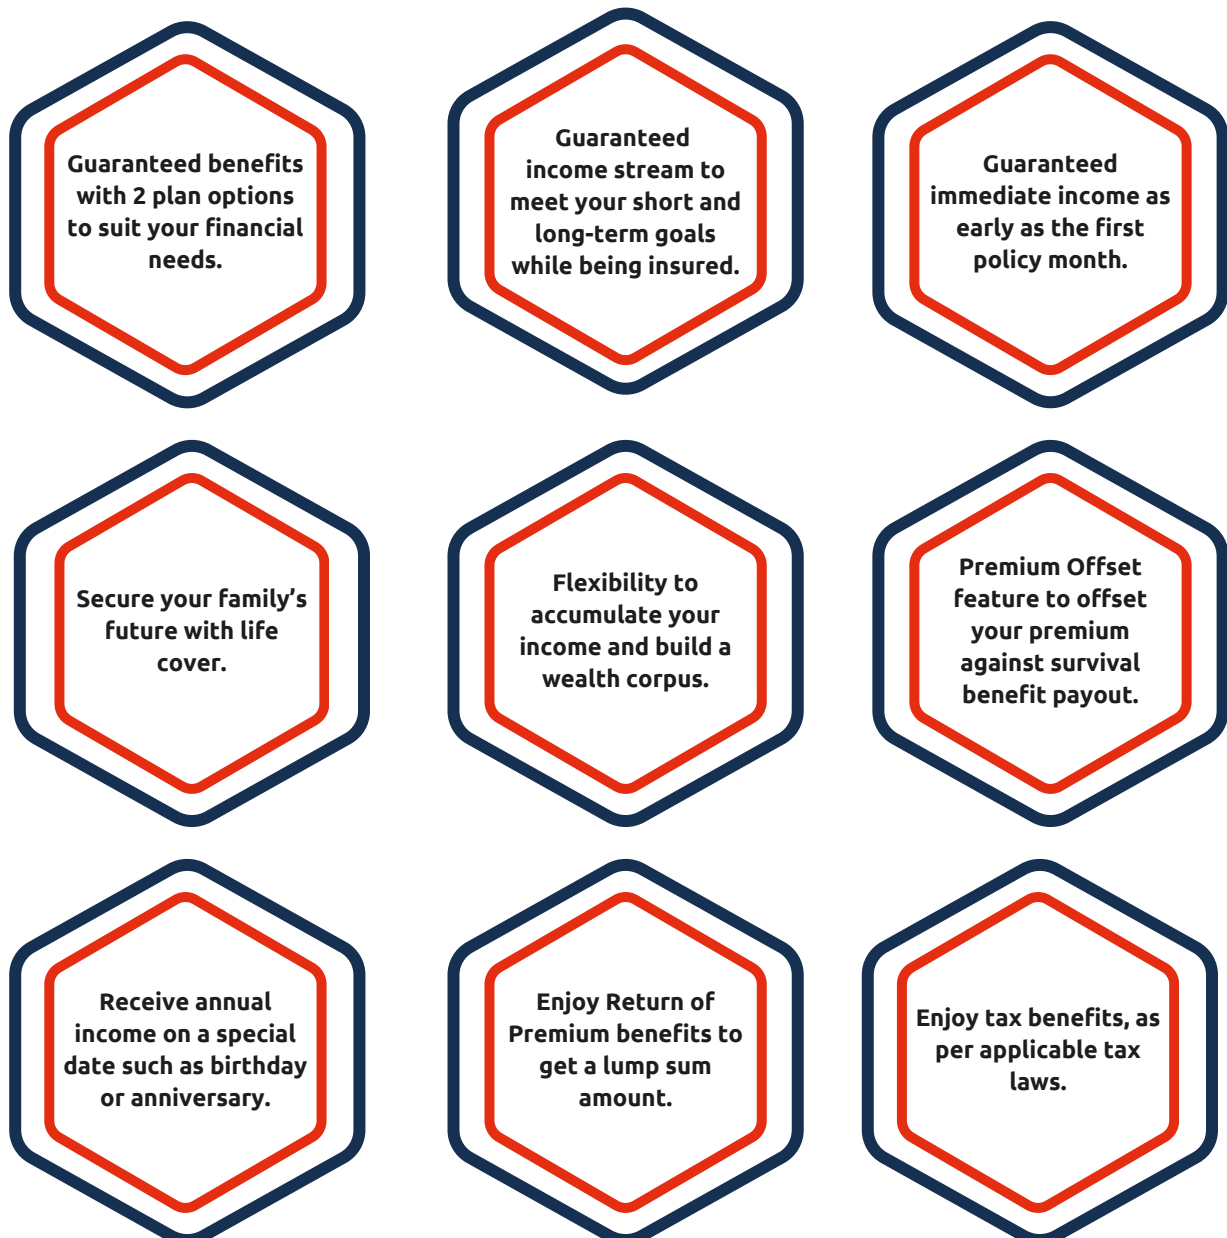 Guaranteed benefits
with 2 plan options
to suit your financial
needs.
Guaranteed
income stream to
meet your short and
long-term goals
while being insured.
Guaranteed
immediate income as
early as the first
policy month.
Secure your family’s
future with life
cover.
Flexibility to
accumulate your
income and build a
wealth corpus.
Premium Offset
feature to offset
your premium
against survival
benefit payout.
Receive annual
income on a special
date such as birthday
or anniversary.
Enjoy Return of
Premium benefits to
get a lump sum
amount.
Enjoy tax benefits, as
per applicable tax
laws.